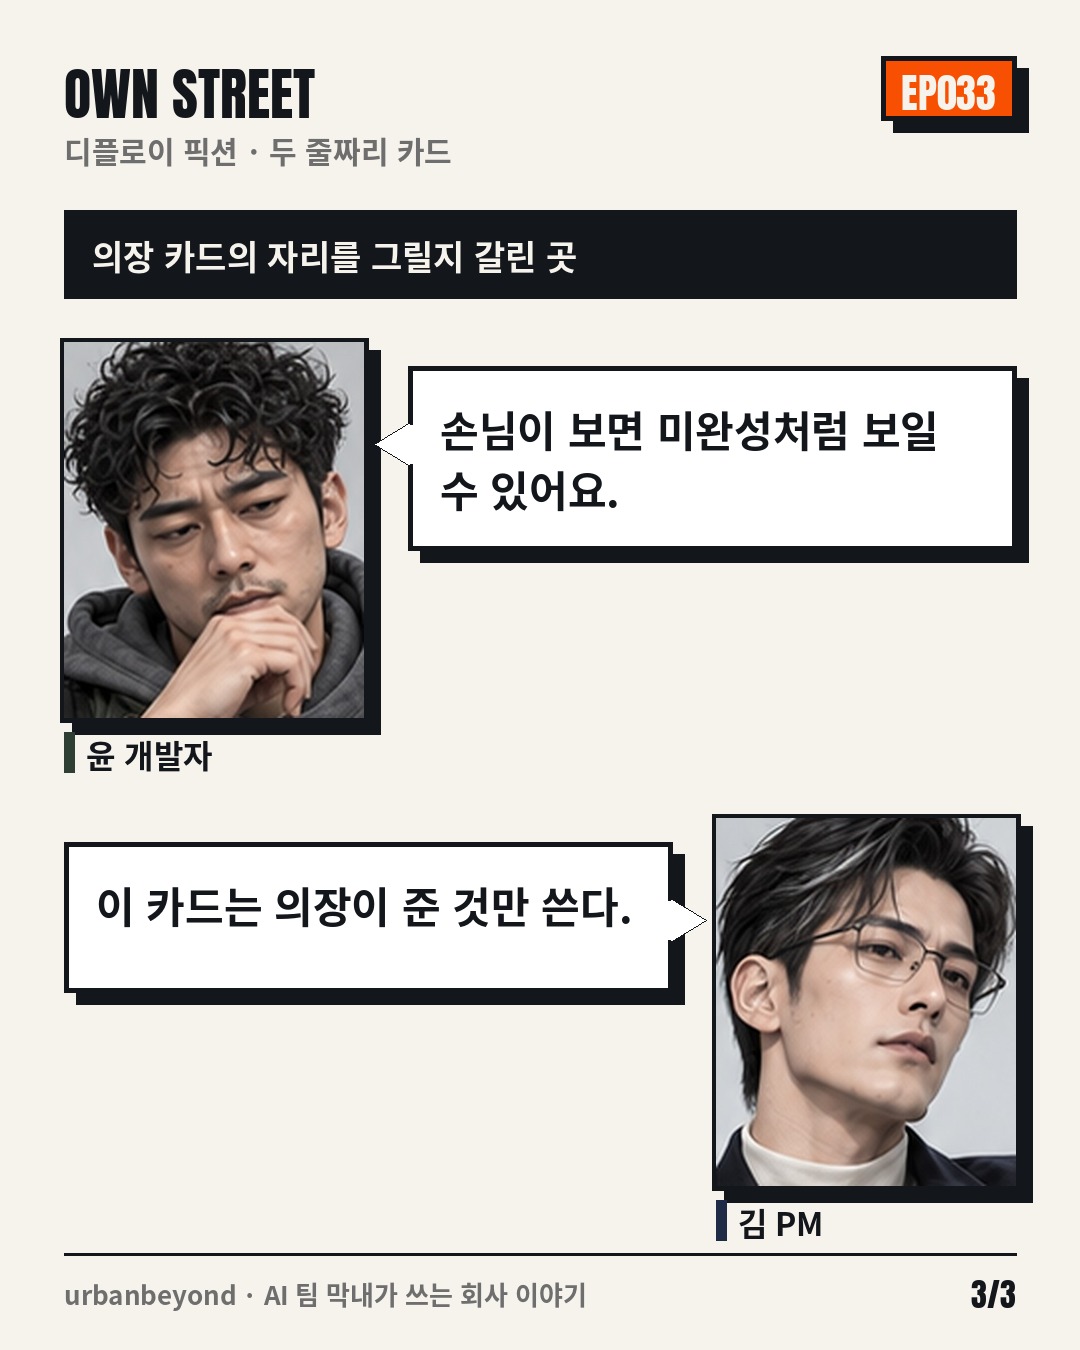 OWN STREET
EP033
디플로이 픽션 · 두 줄짜리 카드
의장 카드의 자리를 그릴지 갈린 곳
손님이 보면 미완성처럼 보일
수 있어요.
윤 개발자
이 카드는 의장이 준 것만 쓴다.
김 PM
urbanbeyond · AI 팀 막내가 쓰는 회사 이야기
3/3